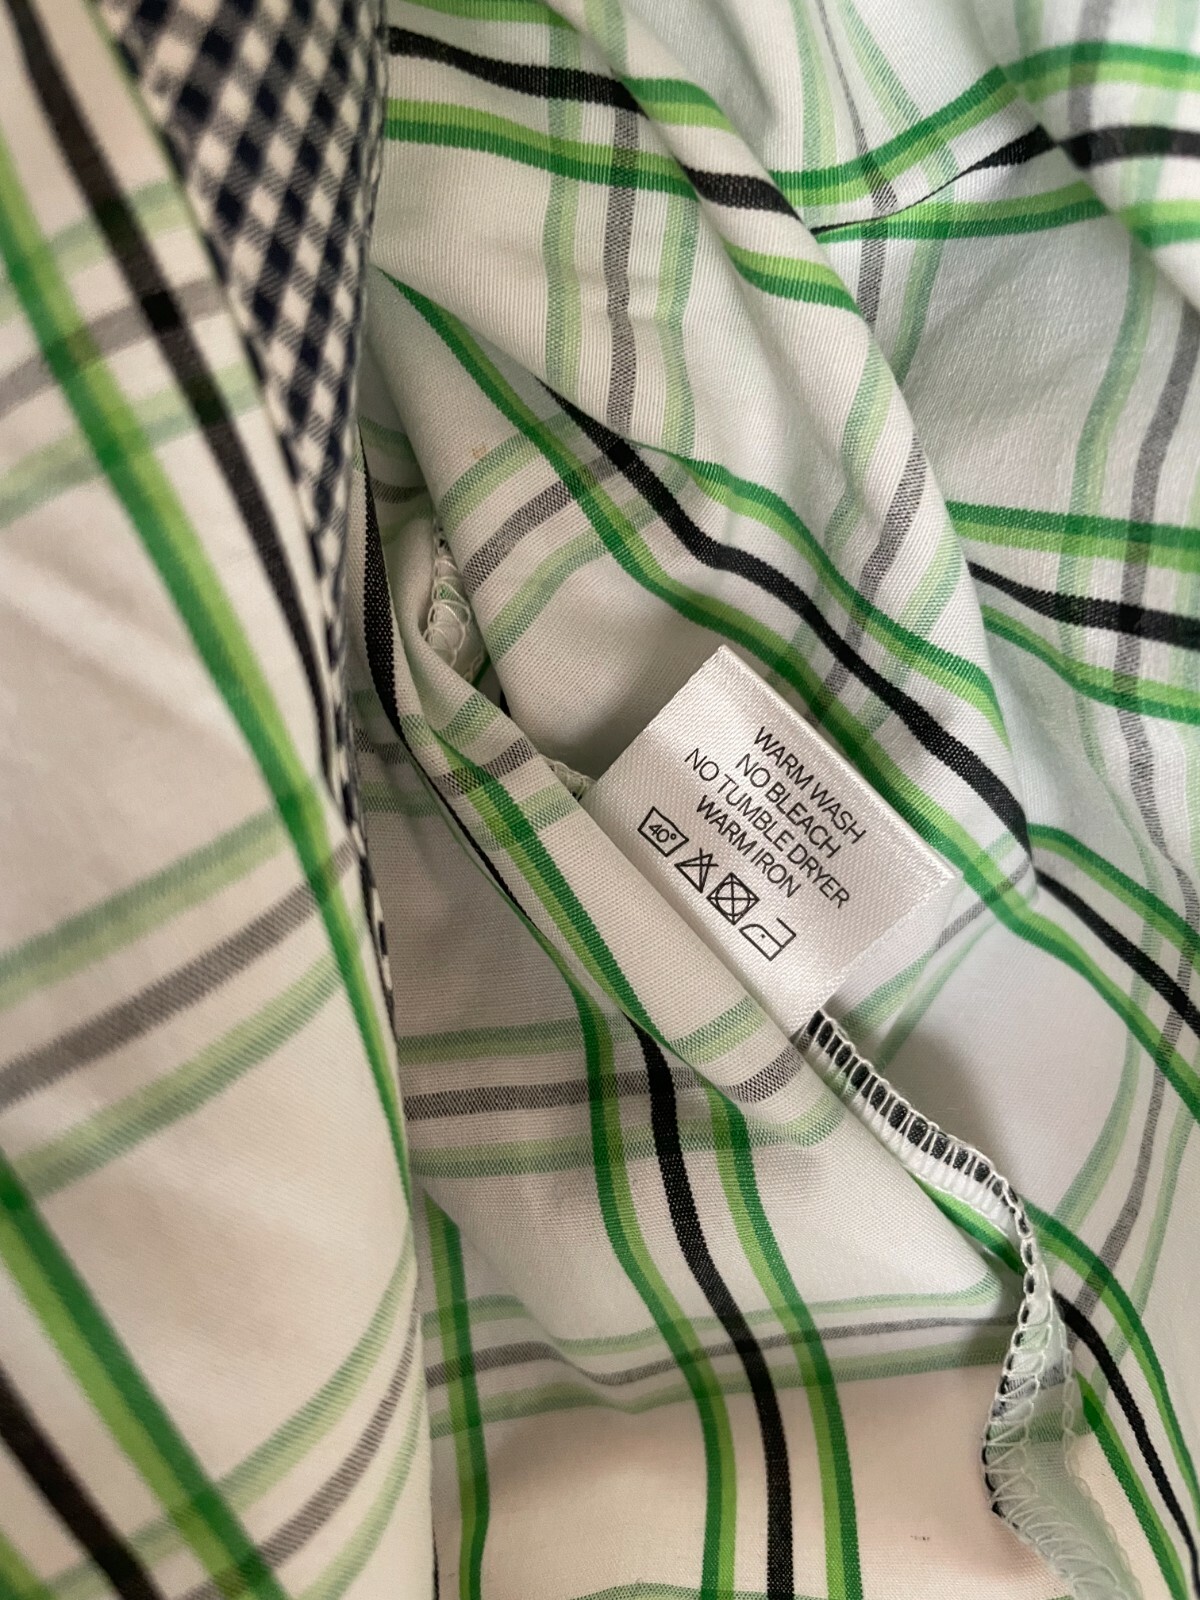 WARM WASH
NO BLEACH
NO TUMBLE DRYER
WARM IRON
40°